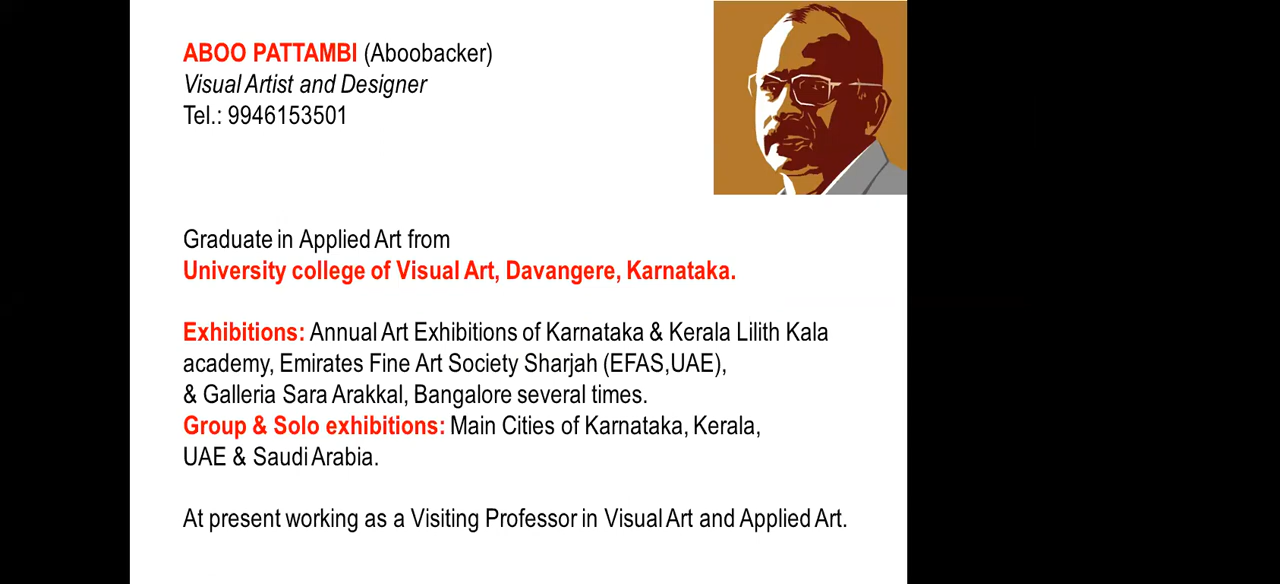 ABOO PATTAMBI (Aboobacker)
Visual Artist and Designer
Tel.: 9946153501
Graduate in Applied Art from
University college of Visual Art, Davangere, Karnataka.
Exhibitions: Annual Art Exhibitions of Karnataka & Kerala Lilith Kala
academy, Emirates Fine Art Society Sharjah (EFAS,UAE),
& Galleria Sara Arakkal, Bangalore several times.
Group & Solo exhibitions: Main Cities of Karnataka, Kerala,
UAE & Saudi Arabia.
At present working as a Visiting Professor in Visual Art and Applied Art.